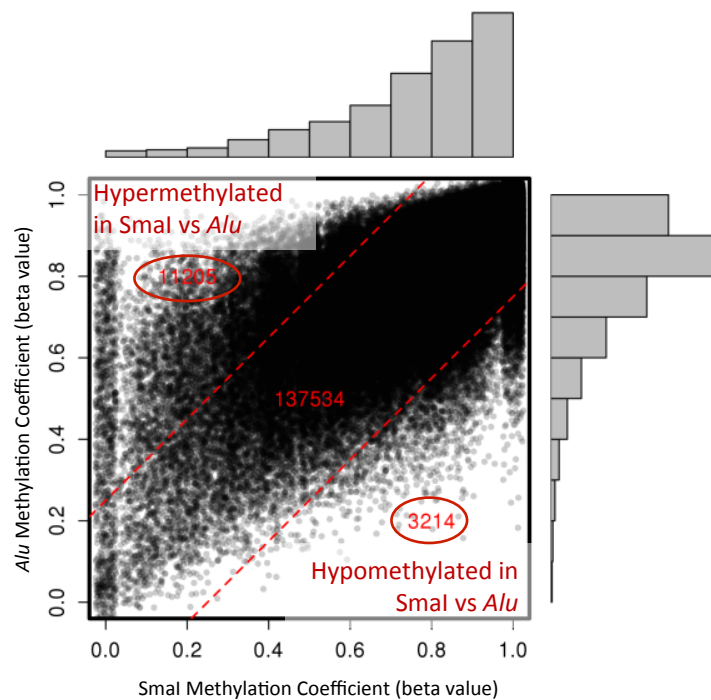 Hypermethylated
in SmaI vs Alu
11205
137534
3214
Hypomethylated in
SmaI vs Alu
Alu Methylation Coefficient (beta value)
1.0
0.8
0.6
0.4
0.2
0.0
0.0 0.2 0.4 0.6 0.8 1.0
SmaI Methylation Coefficient (beta value)